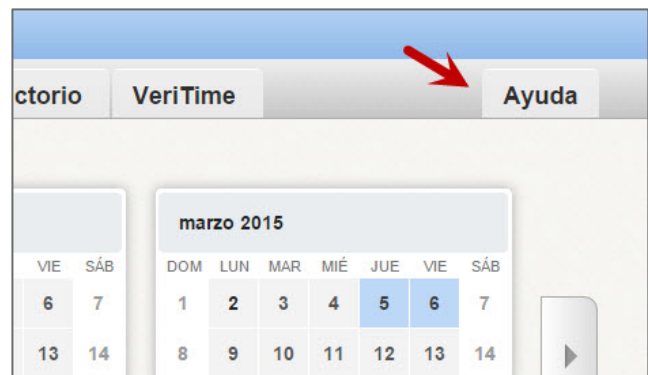 ctorio VeriTime Ayuda
marzo 2015
VIE SÁB DOM LUN MAR MIÉ JUE VIE SÁB
6 7 1 2 3 4 5 6 7
13 14 8 9 10 11 12 13 14